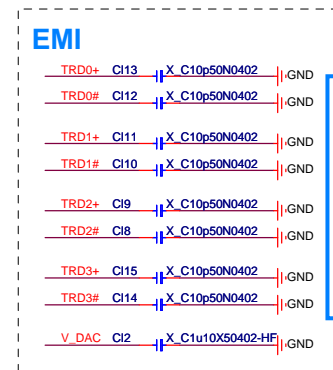 EMI
TRD0+ CI13 X_C10p50N0402 GND
TRD0# CI12 X_C10p50N0402 GND
TRD1+ CI11 X_C10p50N0402 GND
TRD1# CI10 X_C10p50N0402 GND
TRD2+ CI9 X_C10p50N0402 GND
TRD2# CI8 X_C10p50N0402 GND
TRD3+ CI15 X_C10p50N0402 GND
TRD3# CI14 X_C10p50N0402 GND
V_DAC CI2 X_C1u10X50402-HF GND